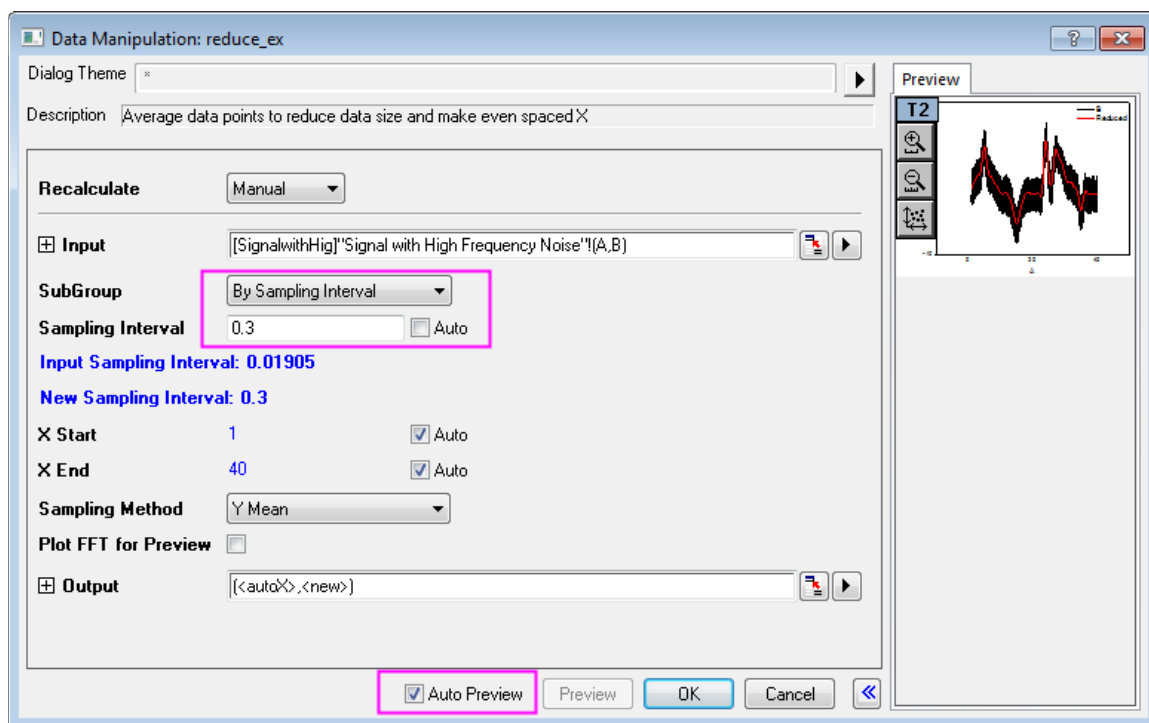 Data Manipulation: reduce_ex
Dialog Theme *
Description Average data points to reduce data size and make even spaced X
Recalculate Manual
Input [SignalwithHig]"Signal with High Frequency Noise"!(A,B)
SubGroup By Sampling Interval
Sampling Interval 0.3 Auto
Input Sampling Interval: 0.01905
New Sampling Interval: 0.3
X Start 1 Auto
X End 40 Auto
Sampling Method Y Mean
Plot FFT for Preview
Output (<autoX>,<new>)
Auto Preview Preview OK Cancel
Preview
T2
B
Reduced
A